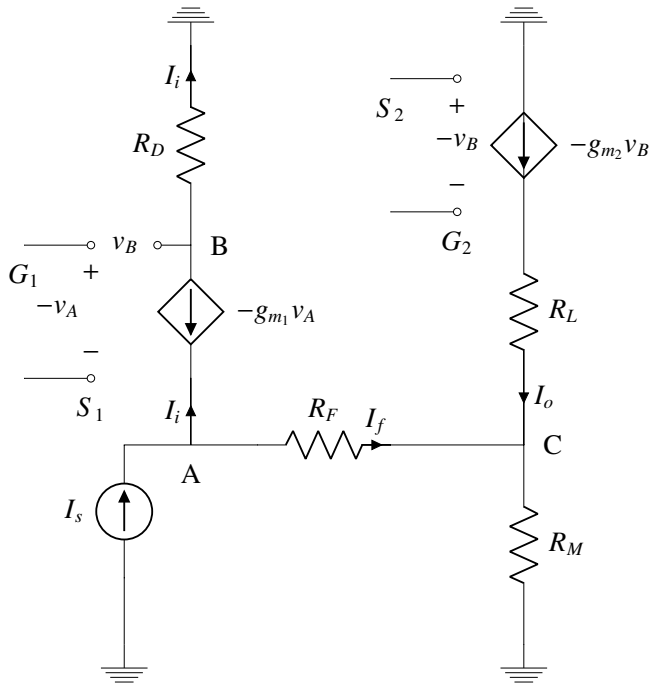 I_i
R_D
S_2
+
−v_B
−g_{m_2}v_B
−
G_2
v_B
B
G_1
+
−v_A
−g_{m_1}v_A
−
S_1
R_L
I_i
R_F
I_f
I_o
A
C
I_s
R_M